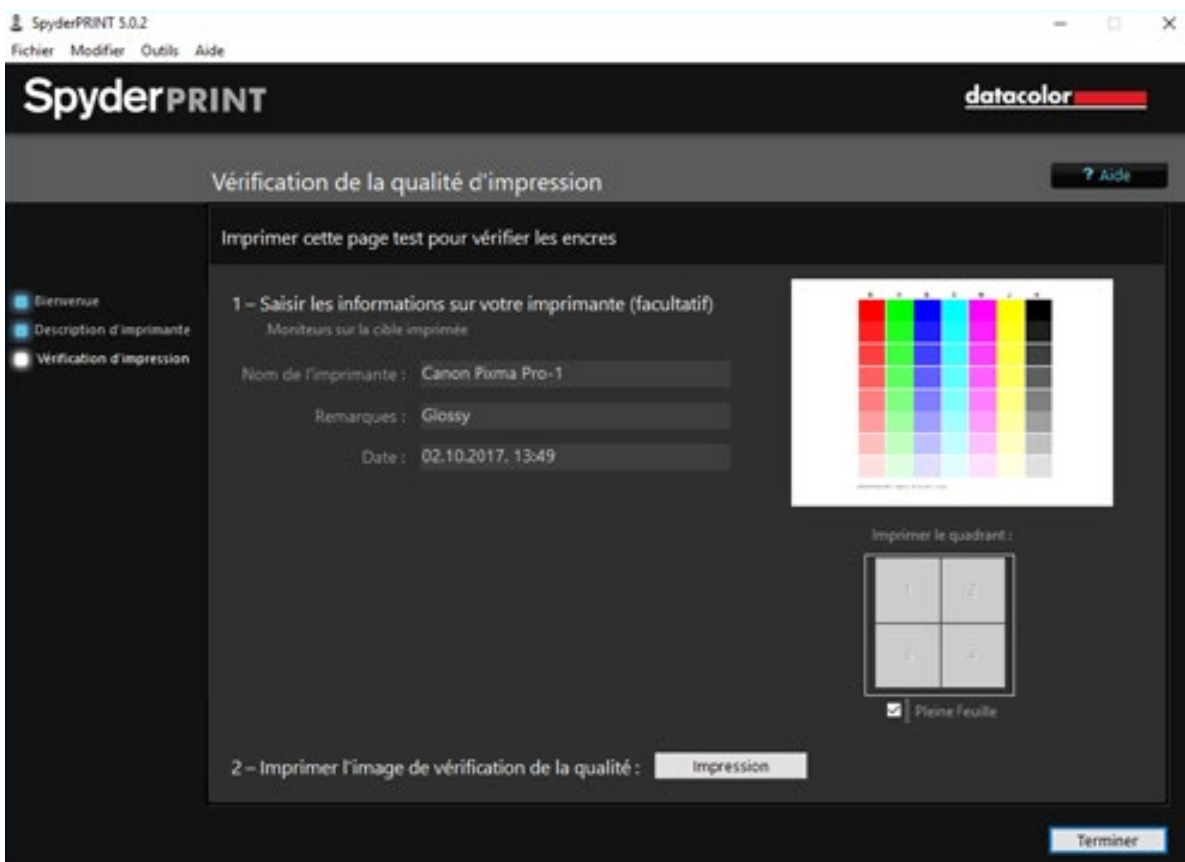 SpyderPRINT 5.0.2
Fichier Modifier Outils Aide
SpyderPRINT
datacolor
Vérification de la qualité d'impression
? Aide
Imprimer cette page test pour vérifier les encres
Bienvenue
Description d'imprimante
Vérification d'impression
1 – Saisir les informations sur votre imprimante (facultatif)
Moniteurs sur la cible imprimée
Nom de l'imprimante : Canon Pixma Pro-1
Remarques : Glossy
Date : 02.10.2017, 13:49
Imprimer le quadrant :
1 2
3 4
Pleine Feuille
2 – Imprimer l'image de vérification de la qualité : Impression
Terminer